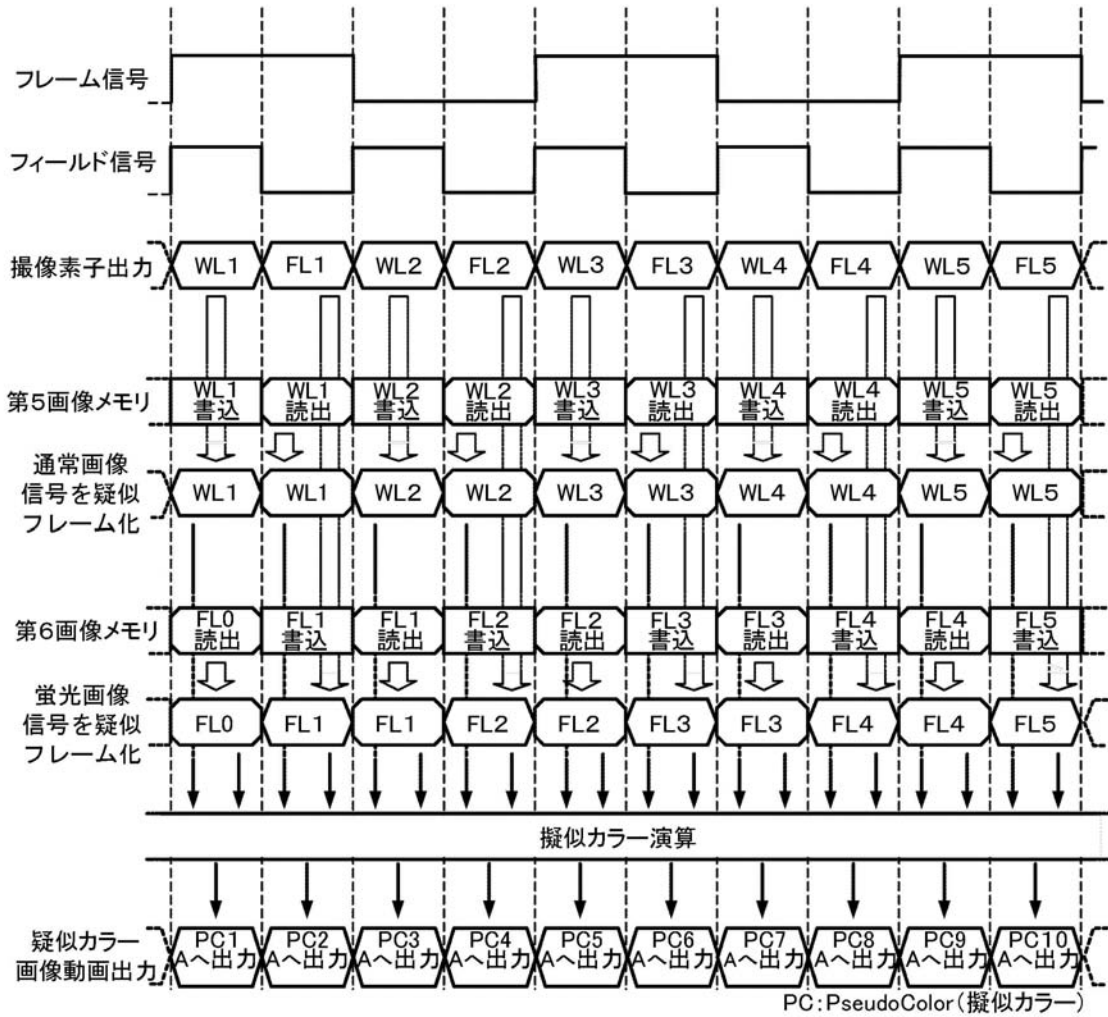 フレーム信号
フィールド信号
撮像素子出力 WL1 FL1 WL2 FL2 WL3 FL3 WL4 FL4 WL5 FL5
第5画像メモリ
WL1 WL1 WL2 WL2 WL3 WL3 WL4 WL4 WL5 WL5
書込 読出 書込 読出 書込 読出 書込 読出 書込 読出
通常画像
信号を疑似
フレーム化
WL1 WL1 WL2 WL2 WL3 WL3 WL4 WL4 WL5 WL5
第6画像メモリ
FL0 FL1 FL1 FL2 FL2 FL3 FL3 FL4 FL4 FL5
読出 書込 読出 書込 読出 書込 読出 書込 読出 書込
蛍光画像
信号を疑似
フレーム化
FL0 FL1 FL1 FL2 FL2 FL3 FL3 FL4 FL4 FL5
擬似カラー演算
疑似カラー
画像動画出力
PC1 PC2 PC3 PC4 PC5 PC6 PC7 PC8 PC9 PC10
Aへ出力 Aへ出力 Aへ出力 Aへ出力 Aへ出力 Aへ出力 Aへ出力 Aへ出力 Aへ出力 Aへ出力
PC:PseudoColor(擬似カラー)